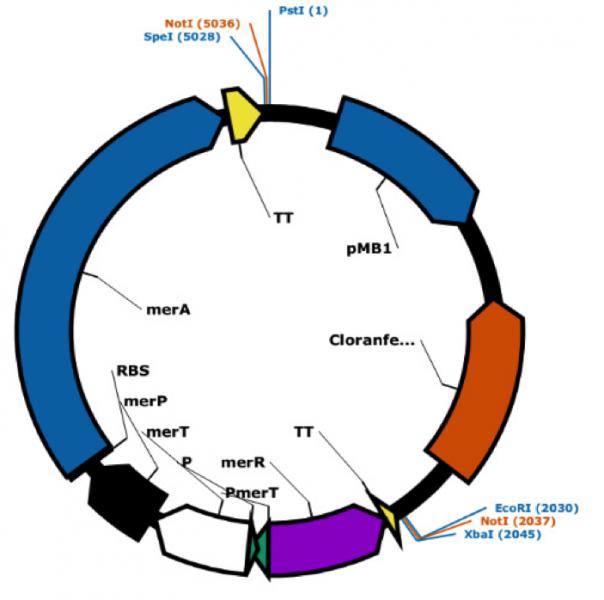 PstI (1)
NotI (5036)
SpeI (5028)
TT
pMB1
merA
Cloranfe...
RBS
merP
merT
TT
P
merR
PmerT
EcoRI (2030)
NotI (2037)
XbaI (2045)